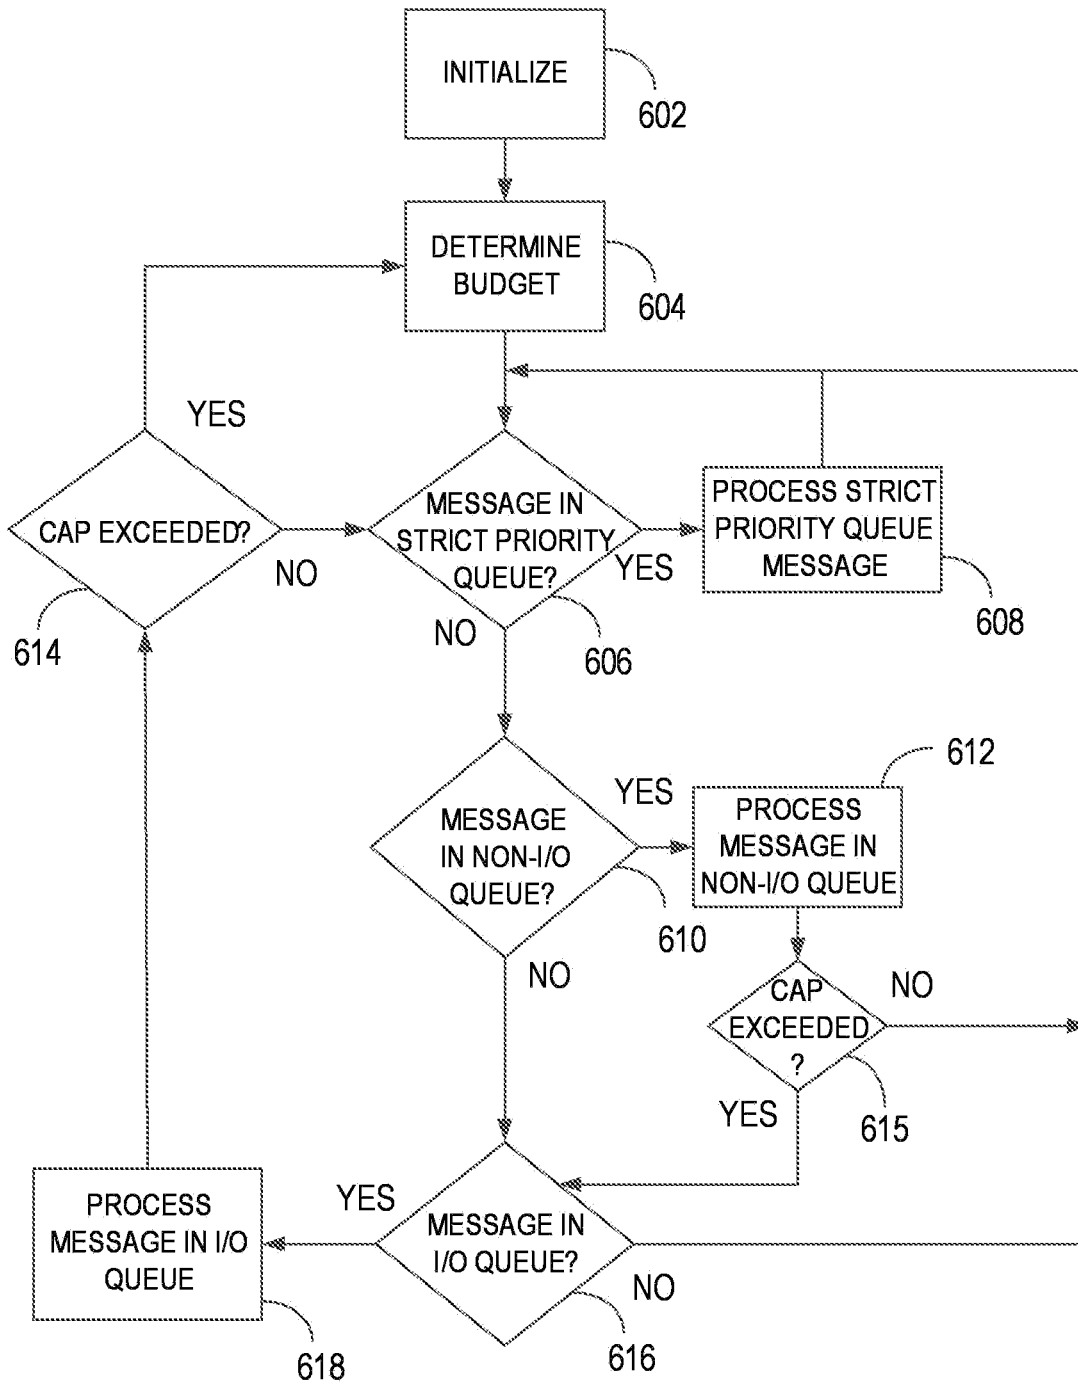 INITIALIZE
602
DETERMINE
BUDGET
604
YES
CAP EXCEEDED?
NO
614
MESSAGE IN
STRICT PRIORITY
QUEUE?
YES
NO
606
PROCESS STRICT
PRIORITY QUEUE
MESSAGE
608
MESSAGE
IN NON-I/O
QUEUE?
YES
610
NO
612
PROCESS
MESSAGE IN
NON-I/O QUEUE
CAP
EXCEEDED
?
NO
YES
615
MESSAGE IN
I/O QUEUE?
YES
NO
616
PROCESS
MESSAGE IN I/O
QUEUE
618